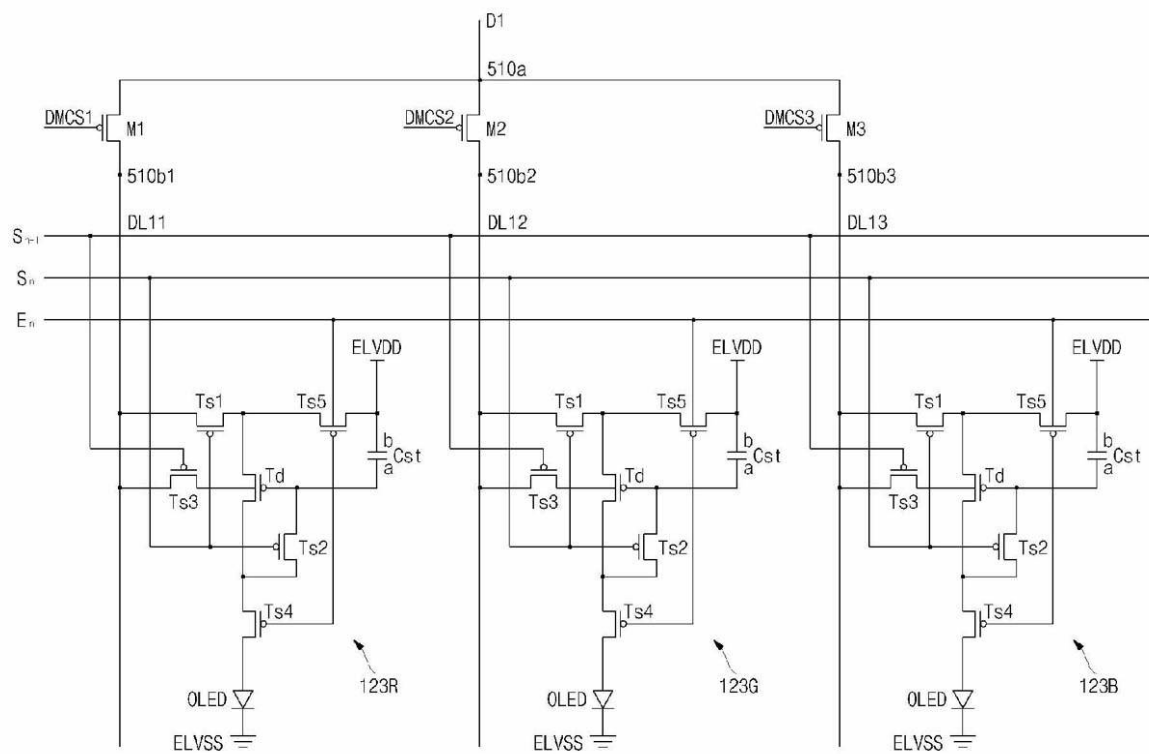 D1
510a
DMCS1 M1 DMCS2 M2 DMCS3 M3
510b1 510b2 510b3
DL11 DL12 DL13
Sn-1
Sn
En
ELVDD ELVDD ELVDD
Ts1 Ts5 Ts1 Ts5 Ts1 Ts5
b b b
Cst Cst Cst
a a a
Td Td Td
Ts3 Ts3 Ts3
Ts2 Ts2 Ts2
Ts4 Ts4 Ts4
123R 123G 123B
OLED OLED OLED
ELVSS ELVSS ELVSS